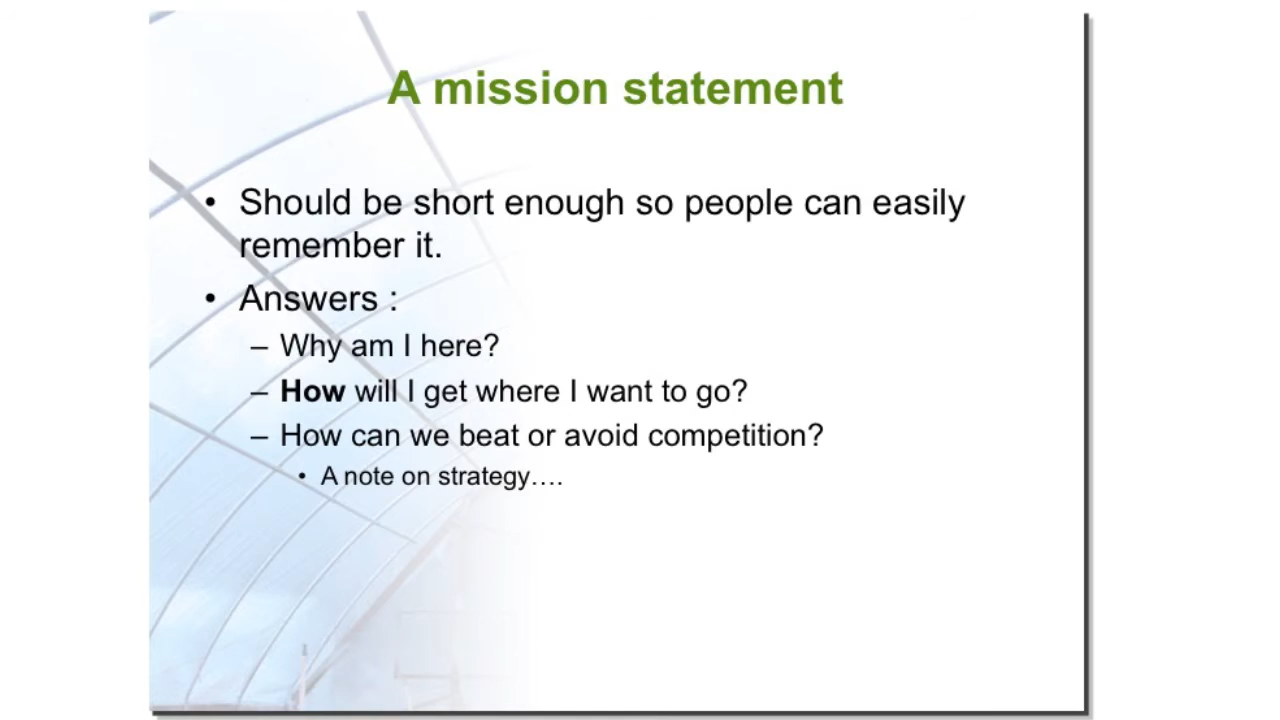 A mission statement
• Should be short enough so people can easily
remember it.
• Answers :
– Why am I here?
– How will I get where I want to go?
– How can we beat or avoid competition?
• A note on strategy….